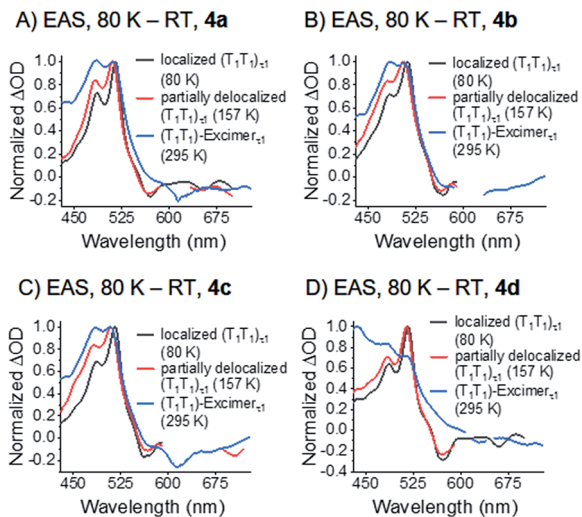 A) EAS, 80 K – RT, 4a
Normalized ΔOD
1.0
0.8
0.6
0.4
0.2
0.0
-0.2
localized (T₁T₁)τ1
(80 K)
partially delocalized
(T₁T₁)τ1 (157 K)
(T₁T₁)-Excimerτ1
(295 K)
450 525 600 675
Wavelength (nm)
B) EAS, 80 K – RT, 4b
Normalized ΔOD
1.0
0.8
0.6
0.4
0.2
0.0
-0.2
localized (T₁T₁)τ1
(80 K)
partially delocalized
(T₁T₁)τ1 (157 K)
(T₁T₁)-Excimerτ1
(295 K)
450 525 600 675
Wavelength (nm)
C) EAS, 80 K – RT, 4c
Normalized ΔOD
1.0
0.8
0.6
0.4
0.2
0.0
-0.2
localized (T₁T₁)τ1
(80 K)
partially delocalized
(T₁T₁)τ1 (157 K)
(T₁T₁)-Excimerτ1
(295 K)
450 525 600 675
Wavelength (nm)
D) EAS, 80 K – RT, 4d
Normalized ΔOD
1.0
0.8
0.6
0.4
0.2
0.0
-0.2
-0.4
localized (T₁T₁)τ1
(80 K)
partially delocalized
(T₁T₁)τ1 (157 K)
(T₁T₁)-Excimerτ1
(295 K)
450 525 600 675
Wavelength (nm)